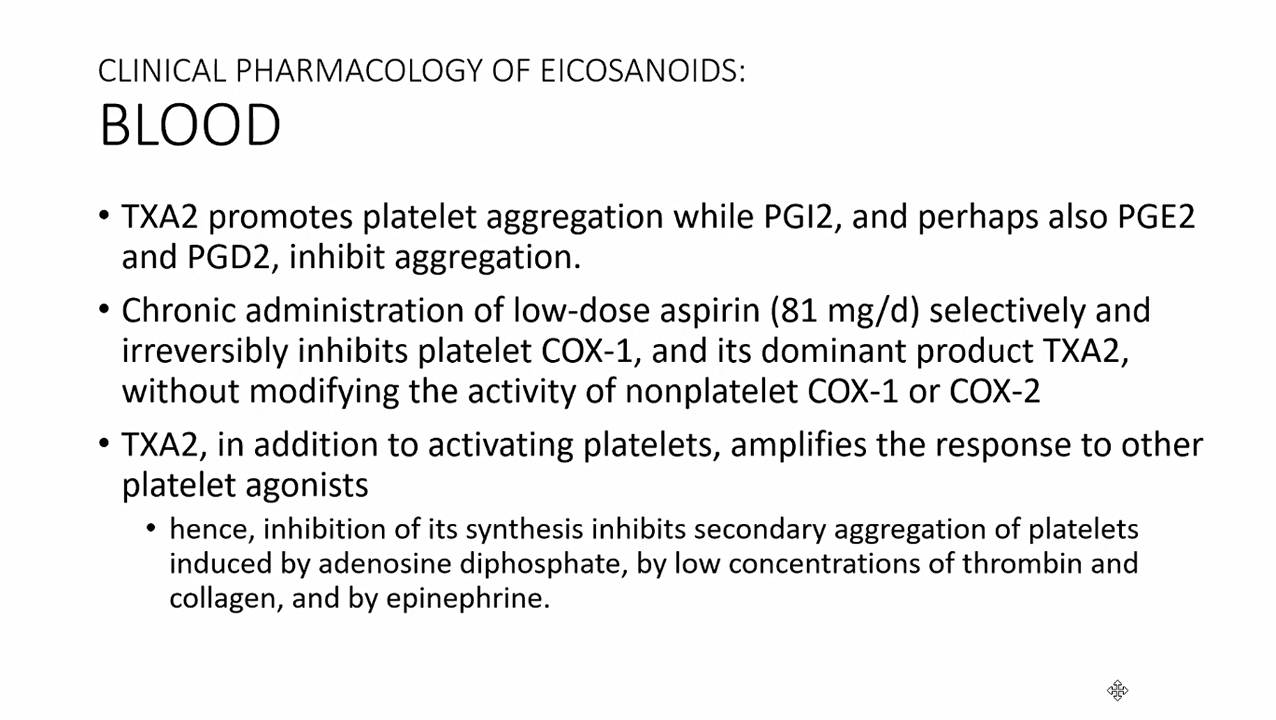 CLINICAL PHARMACOLOGY OF EICOSANOIDS:
BLOOD
• TXA2 promotes platelet aggregation while PGI2, and perhaps also PGE2
and PGD2, inhibit aggregation.
• Chronic administration of low-dose aspirin (81 mg/d) selectively and
irreversibly inhibits platelet COX-1, and its dominant product TXA2,
without modifying the activity of nonplatelet COX-1 or COX-2
• TXA2, in addition to activating platelets, amplifies the response to other
platelet agonists
• hence, inhibition of its synthesis inhibits secondary aggregation of platelets
induced by adenosine diphosphate, by low concentrations of thrombin and
collagen, and by epinephrine.